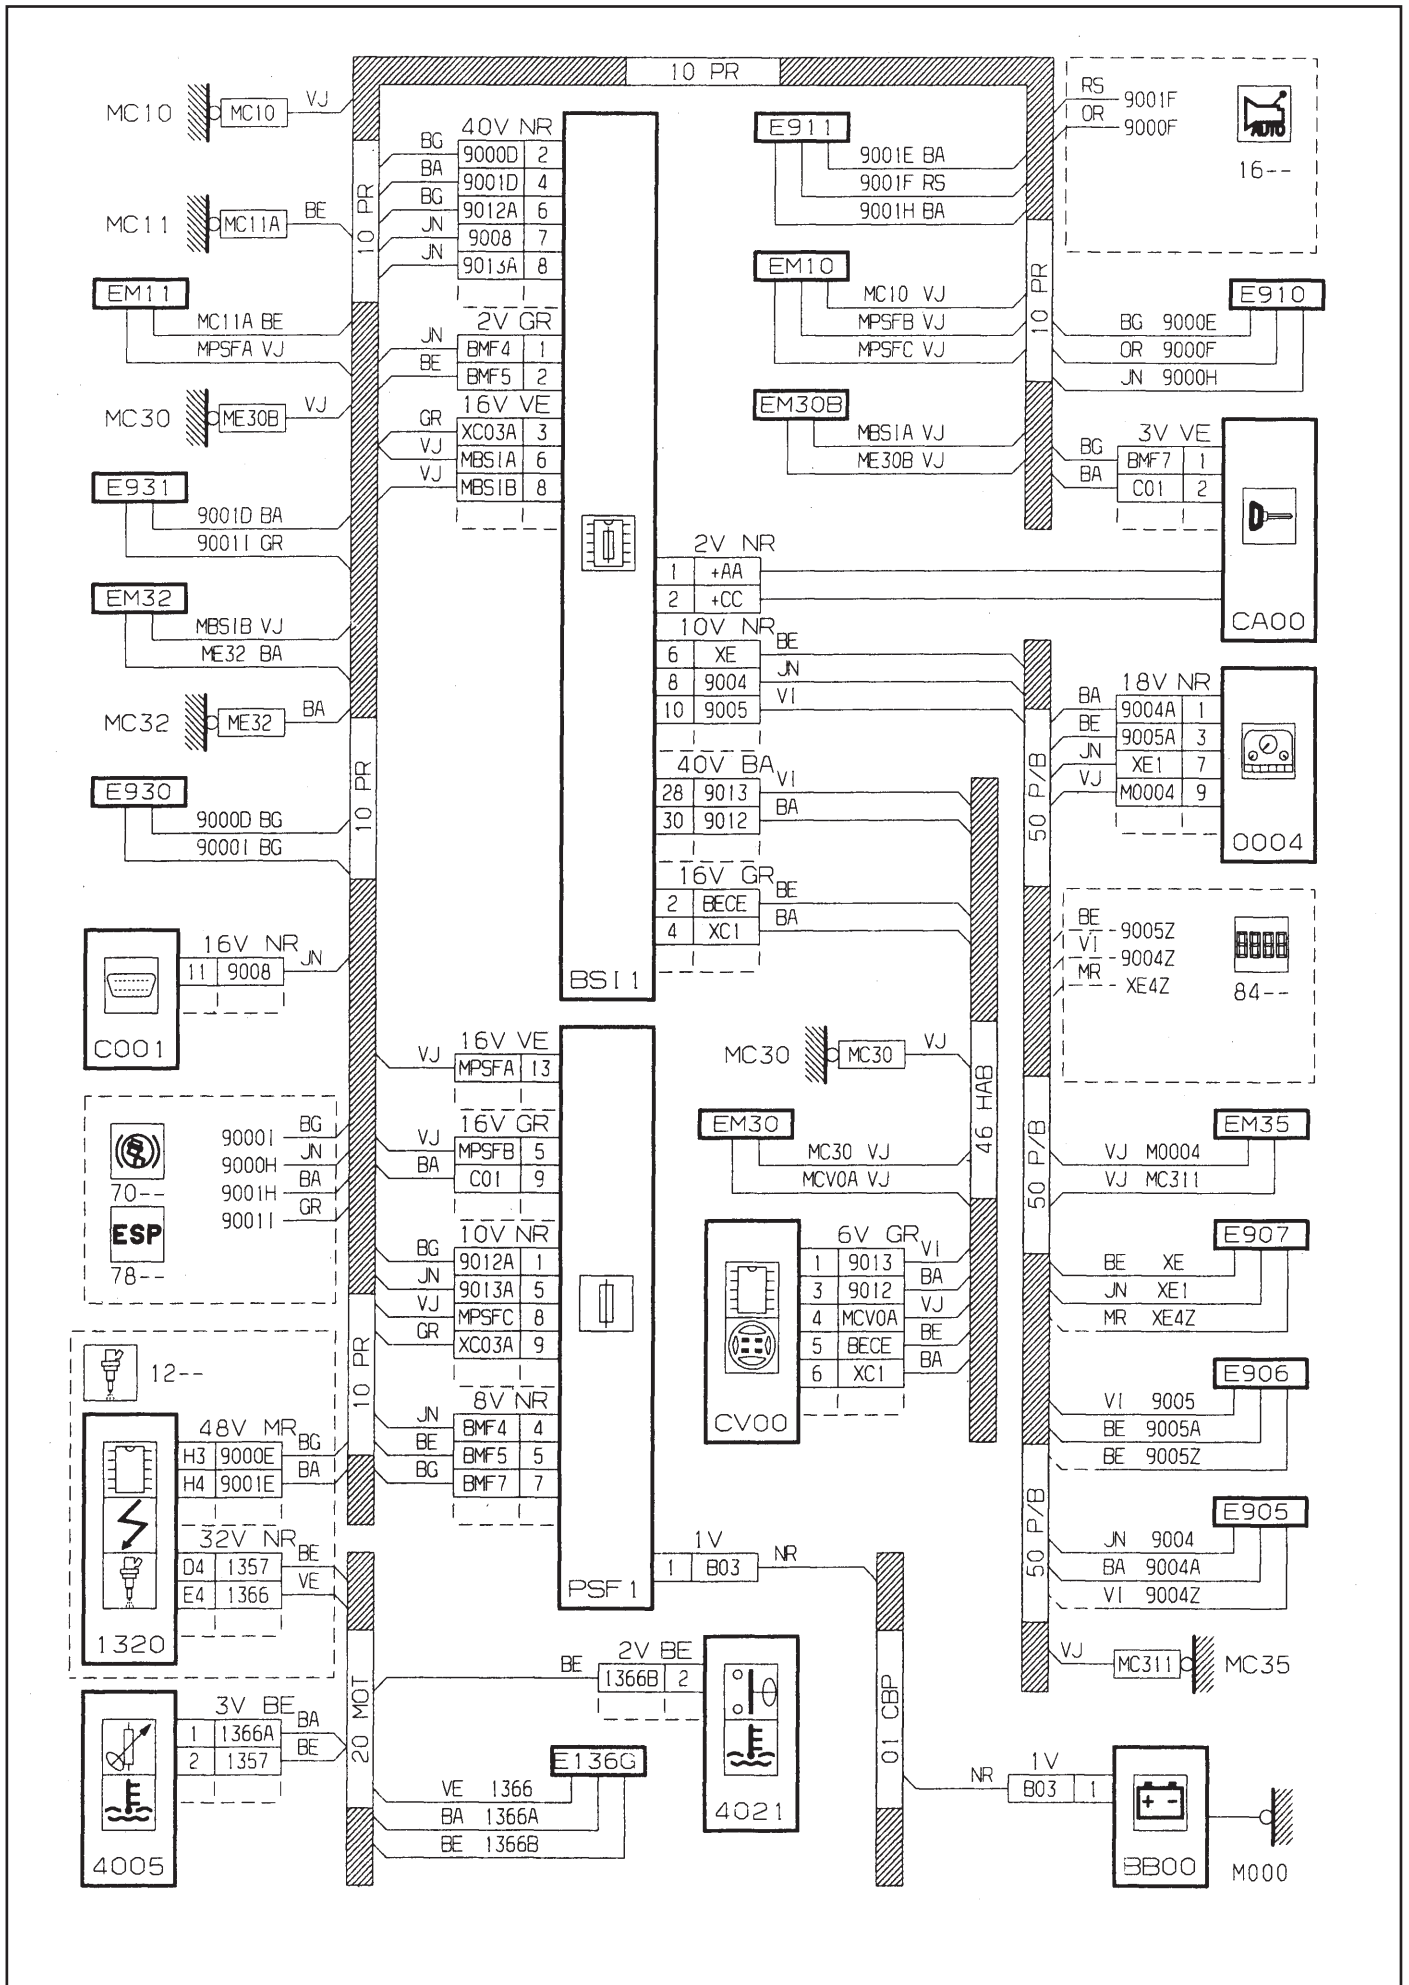 10 PR
MC10
MC10
VJ
MC11
MC11A
BE
EM11
MC11A BE
MPSFA VJ
MC30
ME30B
VJ
E931
9001D BA
9001I GR
EM32
MBSIB VJ
ME32 BA
MC32
ME32
BA
E930
9000D BG
9000I BG
10 PR
10 PR
C001
16V NR
11 9008
JN
70--
ESP
78--
9000I BG
9000H JN
9001H BA
9001I GR
12--
10 PR
1320
48V MR
H3 9000E BG
H4 9001E BA
32V NR
D4 1357 BE
E4 1366 VE
4005
3V BE
1 1366A BA
2 1357 BE
20 MOT
40V NR
BG 9000D 2
BA 9001D 4
BG 9012A 6
JN 9008 7
JN 9013A 8
2V GR
JN BMF4 1
BE BMF5 2
16V VE
GR XC03A 3
VJ MBSIA 6
VJ MBSIB 8
BSI1
2V NR
1 +AA
2 +CC
10V NR
6 XE BE
8 9004 JN
10 9005 VI
40V BA
28 9013 VI
30 9012 BA
16V GR
2 BECE BE
4 XC1 BA
16V VE
VJ MPSFA 13
16V GR
VJ MPSFB 5
BA C01 9
10V NR
BG 9012A 1
JN 9013A 5
VJ MPSFC 8
GR XC03A 9
8V NR
JN BMF4 4
BE BMF5 5
BG BMF7 7
PSF1
1V
1 B03 NR
E911
9001E BA
9001F RS
9001H BA
EM10
MC10 VJ
MPSFB VJ
MPSFC VJ
EM30B
MBSIA VJ
ME30B VJ
10 PR
RS 9001F
OR 9000F
AUTO
16--
E910
BG 9000E
OR 9000F
JN 9000H
3V VE
BG BMF7 1
BA C01 2
CA00
18V NR
BA 9004A 1
BE 9005A 3
JN XE1 7
VJ M0004 9
0004
50 P/B
BE 9005Z
VI 9004Z
MR XE4Z
84--
MC30
MC30
VJ
46 HAB
EM30
MC30 VJ
MCV0A VJ
CV00
6V GR
1 9013 VI
3 9012 BA
4 MCV0A VJ
5 BECE BE
6 XC1 BA
50 P/B
EM35
VJ M0004
VJ MC311
E907
BE XE
JN XE1
MR XE4Z
E906
VI 9005
BE 9005A
BE 9005Z
50 P/B
E905
JN 9004
BA 9004A
VI 9004Z
VJ
MC311
MC35
BE
2V BE
1366B 2
4021
E136G
VE 1366
BA 1366A
BE 1366B
01 CBP
NR
1V
B03 1
BB00
M000